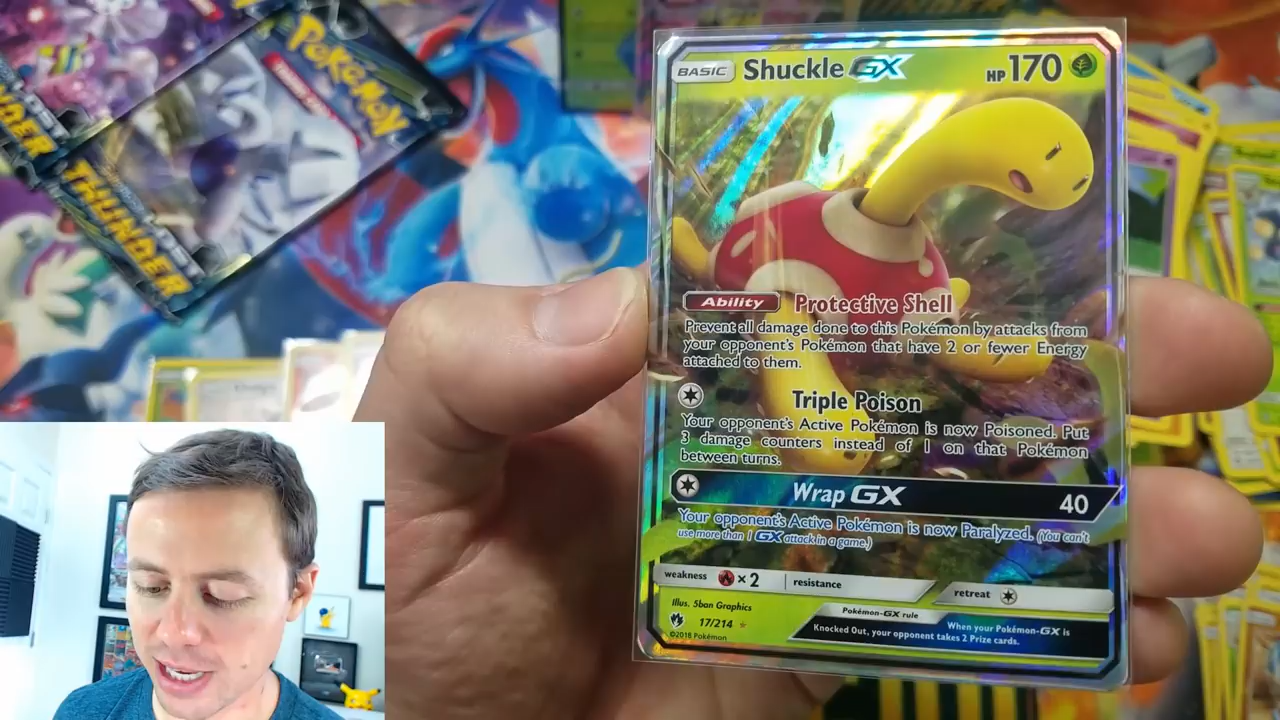 Pokémon
THUNDER
THUNDER
BASIC Shuckle GX HP 170
Ability Protective Shell
Prevent all damage done to this Pokémon by attacks from
your opponent's Pokémon that have 2 or fewer Energy
attached to them.
Triple Poison
Your opponent's Active Pokémon is now Poisoned. Put
3 damage counters instead of 1 on that Pokémon
between turns.
Wrap GX 40
Your opponent's Active Pokémon is now Paralyzed. (You can't
use more than 1 GX attack in a game.)
weakness ×2 resistance
retreat
Illus. 5ban Graphics
17/214
©2018 Pokémon
Pokémon-GX rule
When your Pokémon-GX is
Knocked Out, your opponent takes 2 Prize cards.